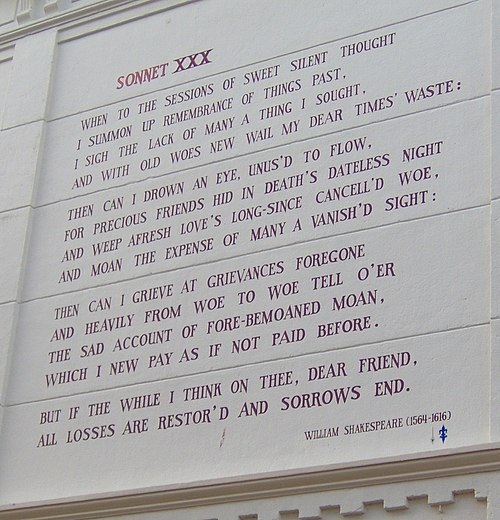 SONNET XXX
WHEN TO THE SESSIONS OF SWEET SILENT THOUGHT
I SUMMON UP REMEMBRANCE OF THINGS PAST,
I SIGH THE LACK OF MANY A THING I SOUGHT,
AND WITH OLD WOES NEW WAIL MY DEAR TIMES' WASTE:
THEN CAN I DROWN AN EYE, UNUS'D TO FLOW,
FOR PRECIOUS FRIENDS HID IN DEATH'S DATELESS NIGHT
AND WEEP AFRESH LOVE'S LONG-SINCE CANCELL'D WOE,
AND MOAN THE EXPENSE OF MANY A VANISH'D SIGHT:
THEN CAN I GRIEVE AT GRIEVANCES FOREGONE
AND HEAVILY FROM WOE TO WOE TELL O'ER
THE SAD ACCOUNT OF FORE-BEMOANED MOAN,
WHICH I NEW PAY AS IF NOT PAID BEFORE.
BUT IF THE WHILE I THINK ON THEE, DEAR FRIEND,
ALL LOSSES ARE RESTOR'D AND SORROWS END.
WILLIAM SHAKESPEARE (1564-1616)